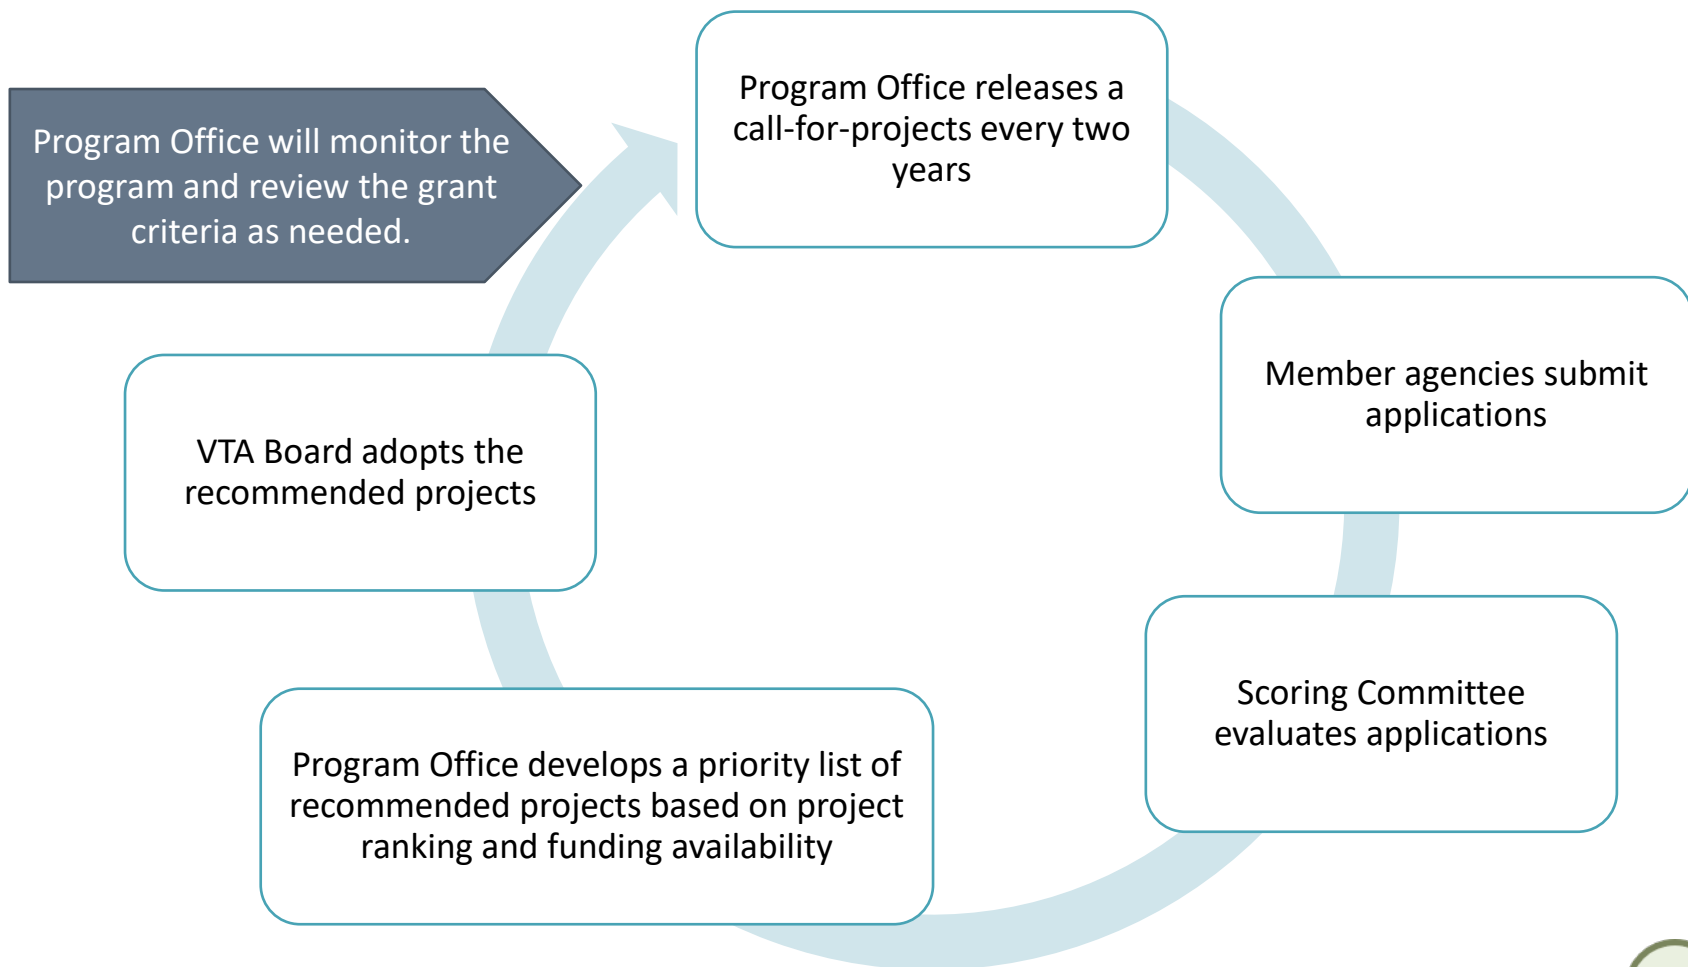 Program Office releases a
call-for-projects every two
years
Program Office will monitor the
program and review the grant
criteria as needed.
Member agencies submit
applications
VTA Board adopts the
recommended projects
Scoring Committee
evaluates applications
Program Office develops a priority list of
recommended projects based on project
ranking and funding availability